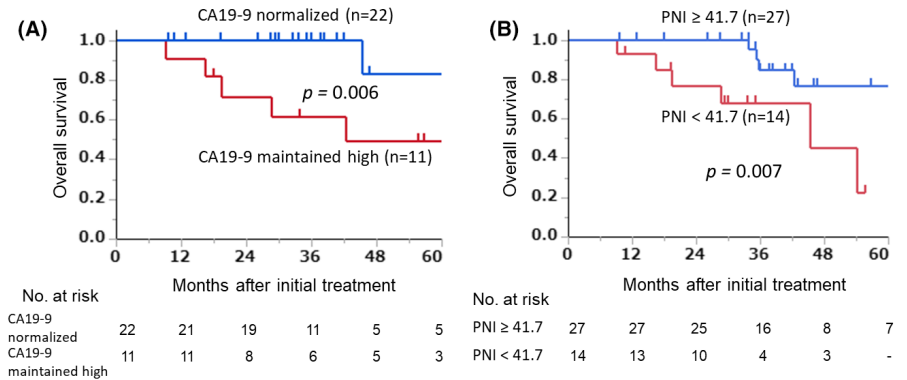 (A)
CA19-9 normalized (n=22)
1.0
0.8
0.6
0.4
0.2
0.0
Overall survival
p = 0.006
CA19-9 maintained high (n=11)
0 12 24 36 48 60
Months after initial treatment
No. at risk
CA19-9
normalized 22 21 19 11 5 5
CA19-9
maintained high 11 11 8 6 5 3
(B)
PNI ≥ 41.7 (n=27)
1.0
0.8
0.6
0.4
0.2
0.0
Overall survival
PNI < 41.7 (n=14)
p = 0.007
0 12 24 36 48 60
Months after initial treatment
No. at risk
PNI ≥ 41.7 27 27 25 16 8 7
PNI < 41.7 14 13 10 4 3 -